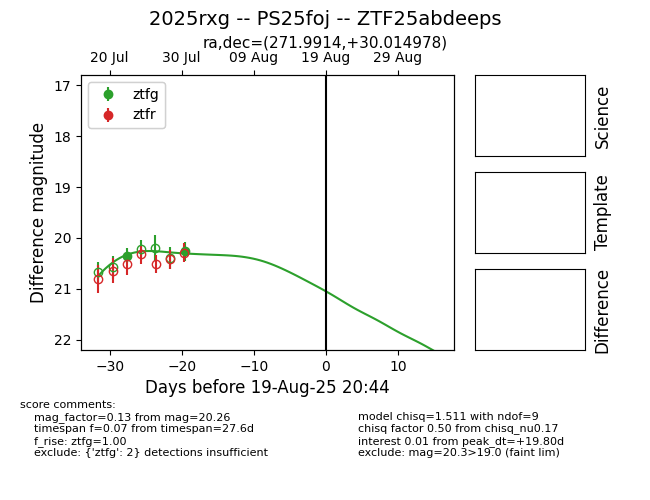 2025rxg -- PS25foj -- ZTF25abdeeps
ra,dec=(271.9914,+30.014978)
20 Jul 30 Jul 09 Aug 19 Aug 29 Aug
17
18
19
20
21
22
Difference magnitude
ztfg
ztfr
−30 −20 −10 0 10
Days before 19-Aug-25 20:44
Science
Template
Difference
score comments:
mag_factor=0.13 from mag=20.26
timespan f=0.07 from timespan=27.6d
f_rise: ztfg=1.00
exclude: {'ztfg': 2} detections insufficient
model chisq=1.511 with ndof=9
chisq factor 0.50 from chisq_nu0.17
interest 0.01 from peak_dt=+19.80d
exclude: mag=20.3>19.0 (faint lim)